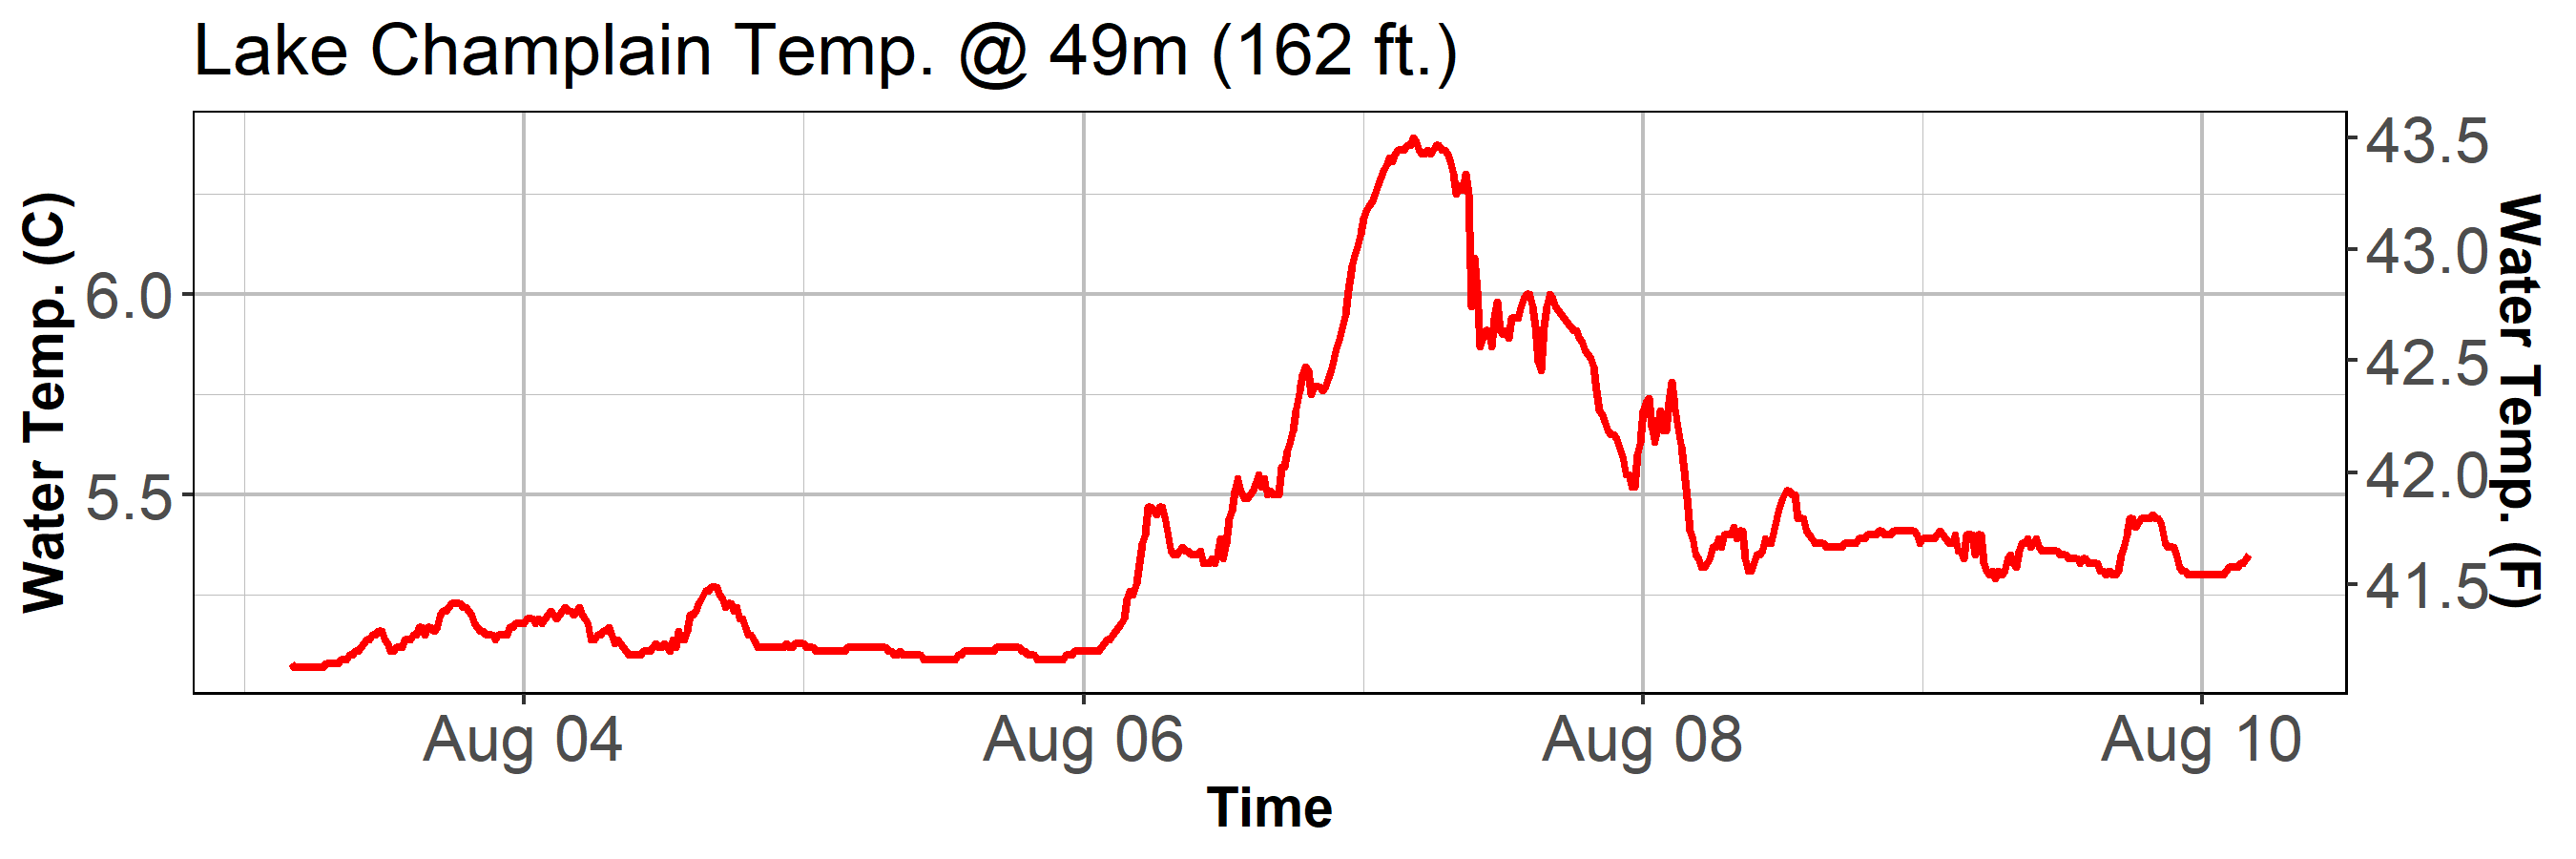 Lake Champlain Temp. @ 49m (162 ft.)
Water Temp. (C)
6.0
5.5
43.5
43.0
42.5
42.0
41.5
Water Temp. (F)
Aug 04 Aug 06 Aug 08 Aug 10
Time